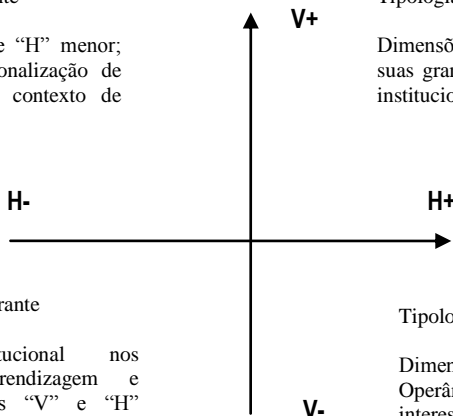 V+
e “H” menor;
onalização de
contexto de
Tipologia
Dimensõ
suas gran
institucio
H-
H+
rante
tucional nos
rendizagem e
s “V” e “H”
Tipolo
Dimen
Operân
interes
V-